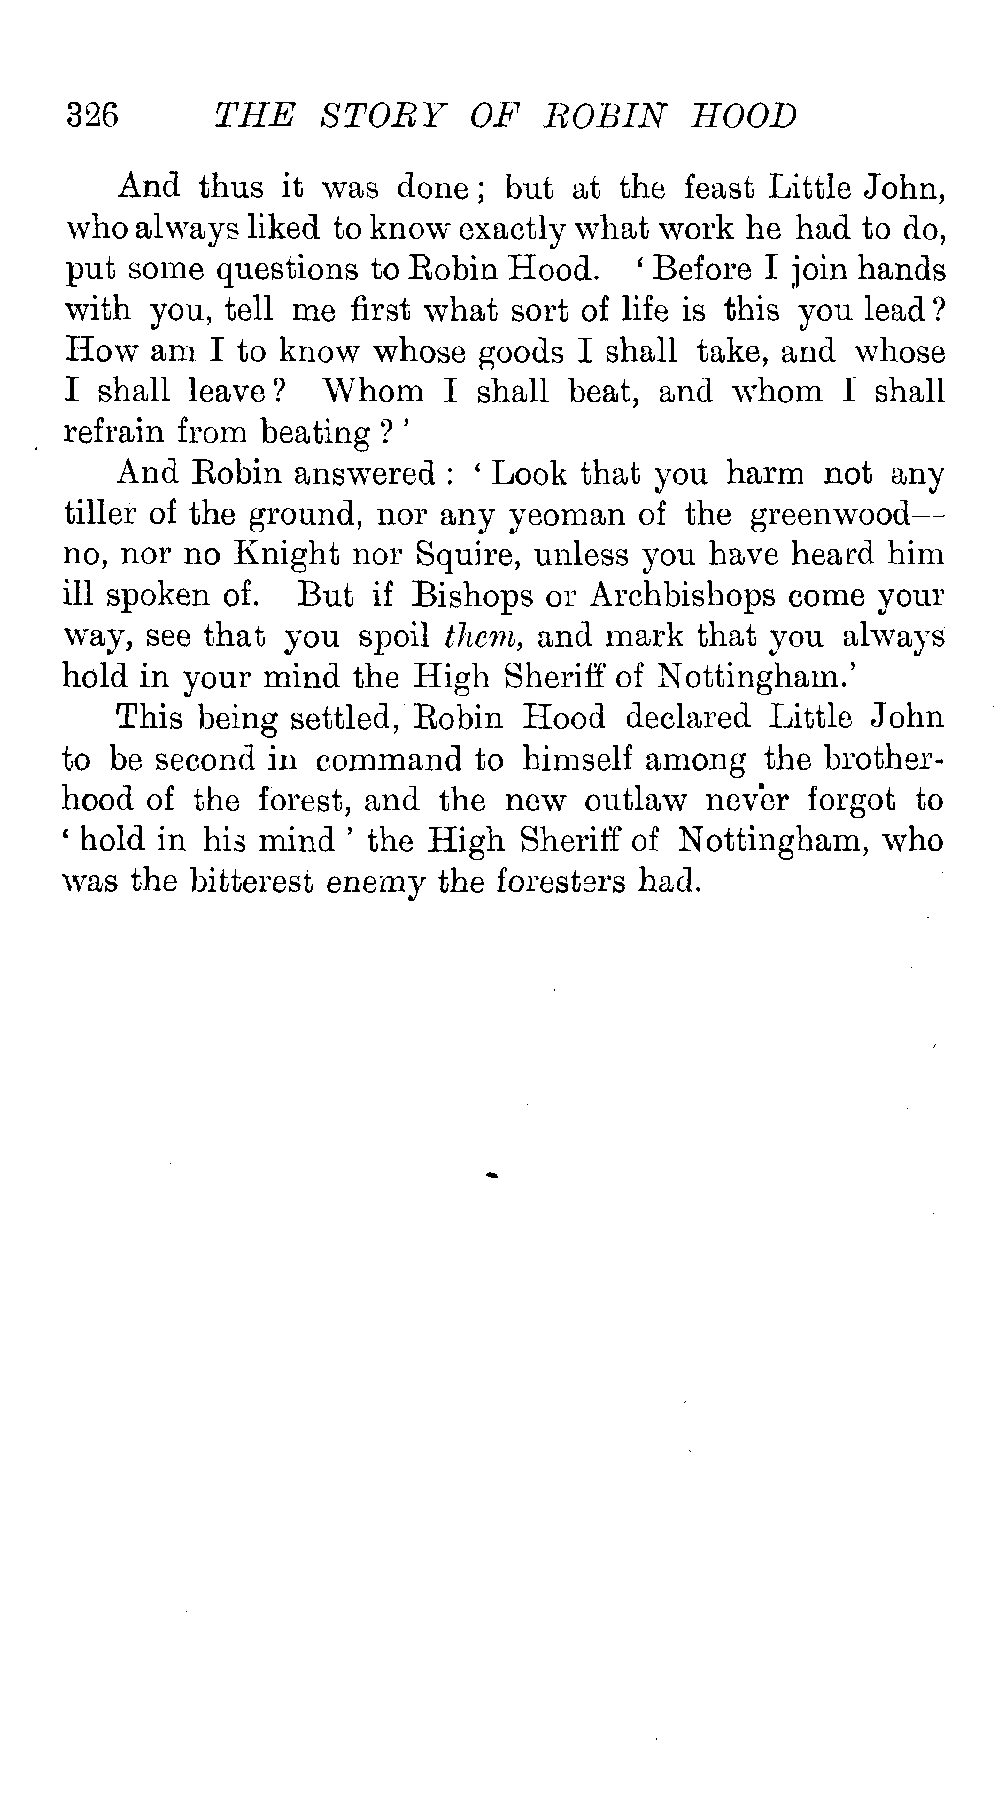 326 THE STORY OF ROBIN HOOD
And thus it was done; but at the feast Little John,
who always liked to know exactly what work he had to do,
put some questions to Robin Hood. ‘Before I join hands
with you, tell me first what sort of life is this you lead?
How am I to know whose goods I shall take, and whose
I shall leave? Whom I shall beat, and whom I shall
refrain from beating?’
And Robin answered: ‘Look that you harm not any
tiller of the ground, nor any yeoman of the greenwood—
no, nor no Knight nor Squire, unless you have heard him
ill spoken of. But if Bishops or Archbishops come your
way, see that you spoil them, and mark that you always
hold in your mind the High Sheriff of Nottingham.’
This being settled, Robin Hood declared Little John
to be second in command to himself among the brother-
hood of the forest, and the new outlaw never forgot to
‘hold in his mind’ the High Sheriff of Nottingham, who
was the bitterest enemy the foresters had.